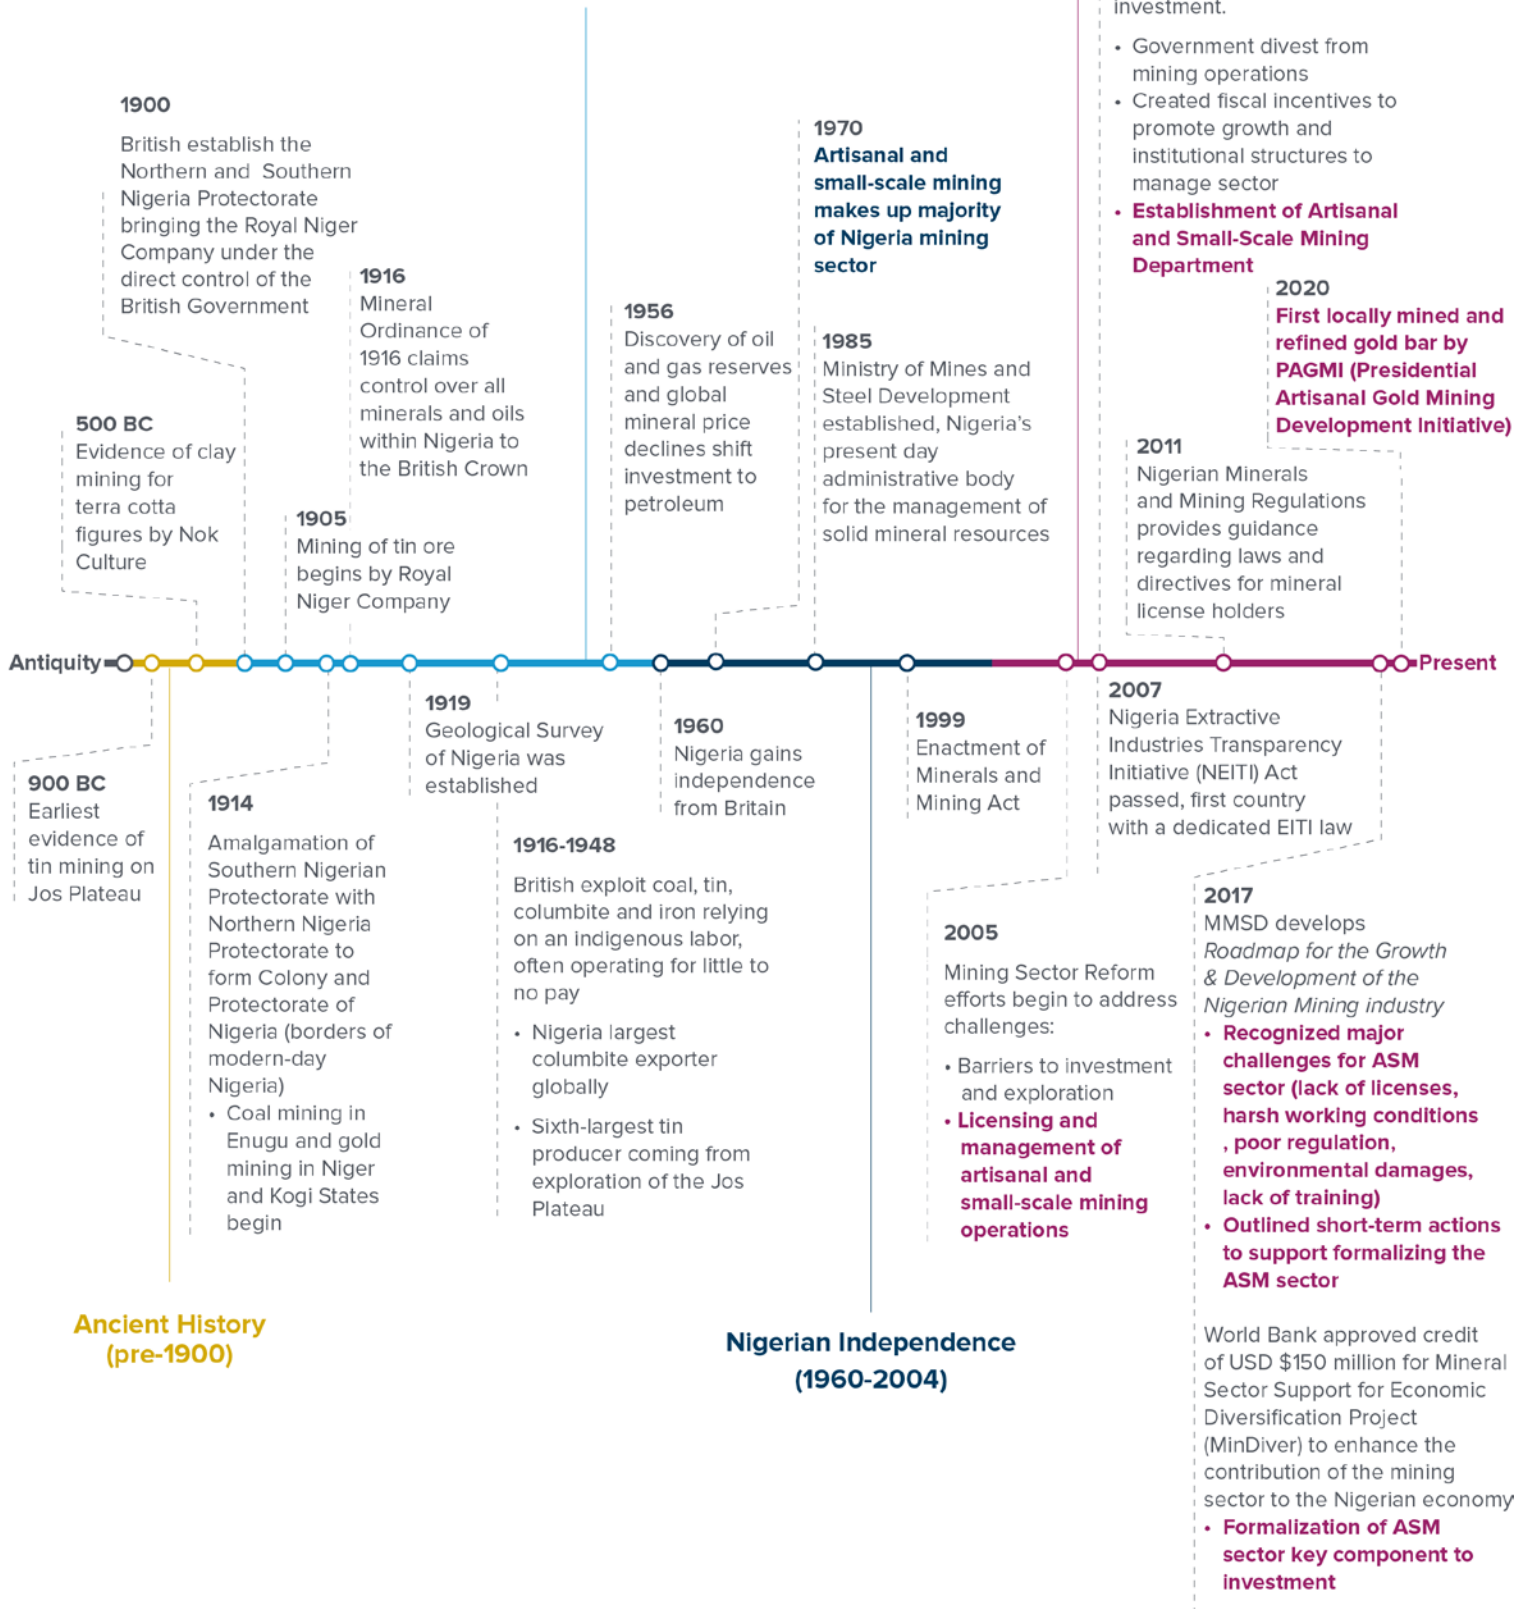 investment.
• Government divest from
mining operations
• Created fiscal incentives to
promote growth and
institutional structures to
manage sector
• Establishment of Artisanal
and Small-Scale Mining
Department
1900
British establish the
Northern and Southern
Nigeria Protectorate
bringing the Royal Niger
Company under the
direct control of the
British Government
1970
Artisanal and
small-scale mining
makes up majority
of Nigeria mining
sector
1916
Mineral
Ordinance of
1916 claims
control over all
minerals and oils
within Nigeria to
the British Crown
2020
First locally mined and
refined gold bar by
PAGMI (Presidential
Artisanal Gold Mining
Development Initiative)
1956
Discovery of oil
and gas reserves
and global
mineral price
declines shift
investment to
petroleum
1985
Ministry of Mines and
Steel Development
established, Nigeria's
present day
administrative body
for the management of
solid mineral resources
500 BC
Evidence of clay
mining for
terra cotta
figures by Nok
Culture
2011
Nigerian Minerals
and Mining Regulations
provides guidance
regarding laws and
directives for mineral
license holders
1905
Mining of tin ore
begins by Royal
Niger Company
Antiquity
Present
900 BC
Earliest
evidence of
tin mining on
Jos Plateau
1914
Amalgamation of
Southern Nigerian
Protectorate with
Northern Nigeria
Protectorate to
form Colony and
Protectorate of
Nigeria (borders of
modern-day
Nigeria)
• Coal mining in
Enugu and gold
mining in Niger
and Kogi States
begin
1919
Geological Survey
of Nigeria was
established
1916-1948
British exploit coal, tin,
columbite and iron relying
on an indigenous labor,
often operating for little to
no pay
• Nigeria largest
columbite exporter
globally
• Sixth-largest tin
producer coming from
exploration of the Jos
Plateau
1960
Nigeria gains
independence
from Britain
1999
Enactment of
Minerals and
Mining Act
2007
Nigeria Extractive
Industries Transparency
Initiative (NEITI) Act
passed, first country
with a dedicated EITI law
2005
Mining Sector Reform
efforts begin to address
challenges:
• Barriers to investment
and exploration
• Licensing and
management of
artisanal and
small-scale mining
operations
2017
MMSD develops
Roadmap for the Growth
& Development of the
Nigerian Mining industry
• Recognized major
challenges for ASM
sector (lack of licenses,
harsh working conditions
, poor regulation,
environmental damages,
lack of training)
• Outlined short-term actions
to support formalizing the
ASM sector
World Bank approved credit
of USD $150 million for Mineral
Sector Support for Economic
Diversification Project
(MinDiver) to enhance the
contribution of the mining
sector to the Nigerian economy
• Formalization of ASM
sector key component to
investment
Ancient History
(pre-1900)
Nigerian Independence
(1960-2004)